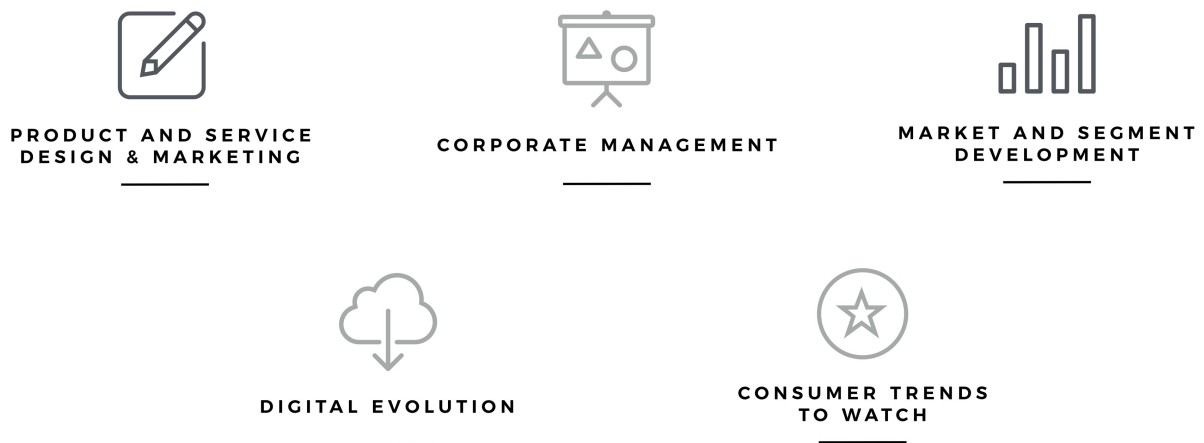 PRODUCT AND SERVICE
DESIGN & MARKETING
CORPORATE MANAGEMENT
MARKET AND SEGMENT
DEVELOPMENT
DIGITAL EVOLUTION
CONSUMER TRENDS
TO WATCH